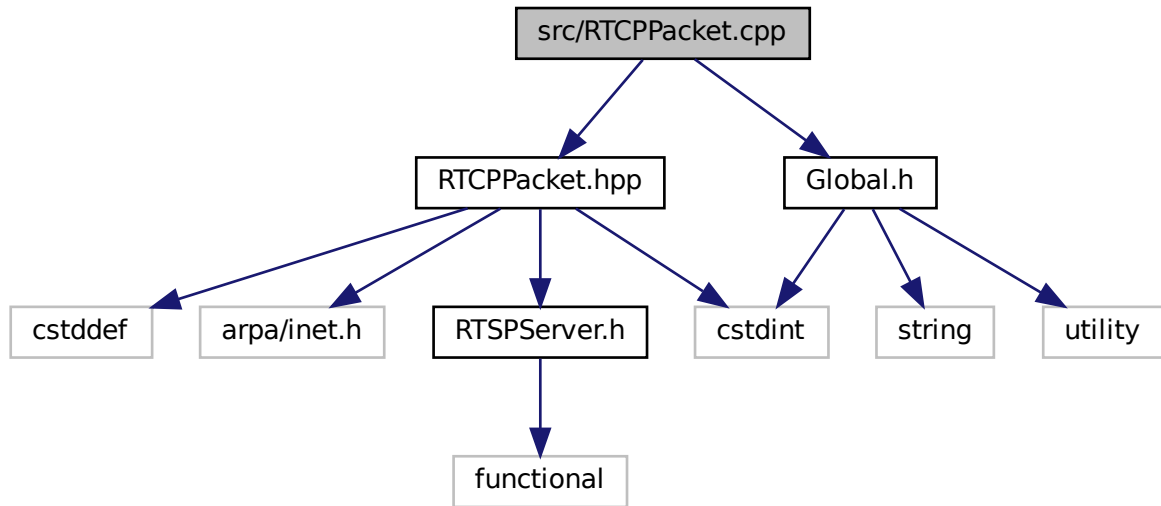 src/RTCPPacket.cpp
RTCPPacket.hpp
Global.h
cstddef
arpa/inet.h
RTSPServer.h
cstdint
string
utility
functional